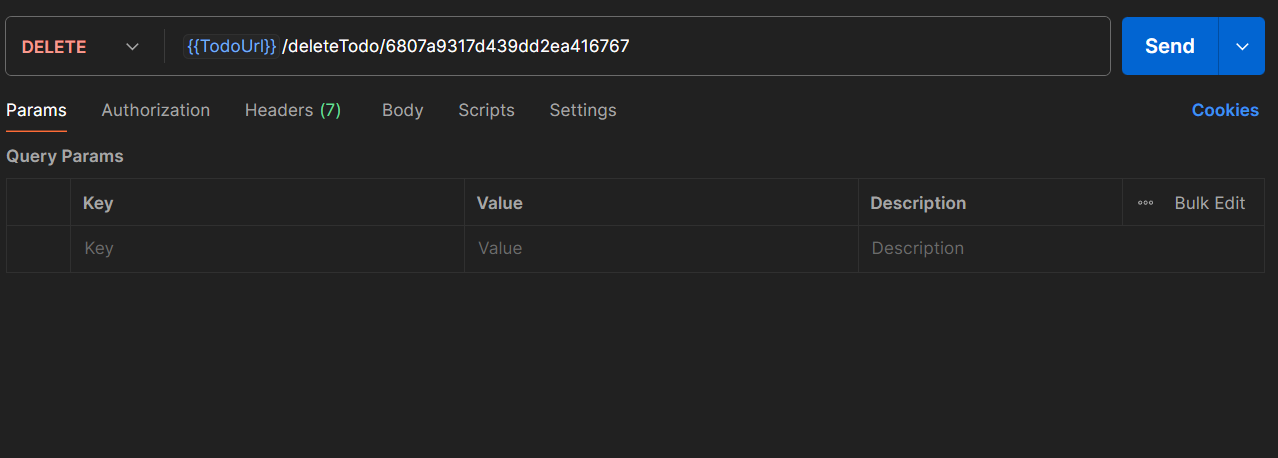 DELETE {{TodoUrl}} /deleteTodo/6807a9317d439dd2ea416767 Send
Params Authorization Headers (7) Body Scripts Settings Cookies
Query Params
Key Value Description Bulk Edit
Key Value Description